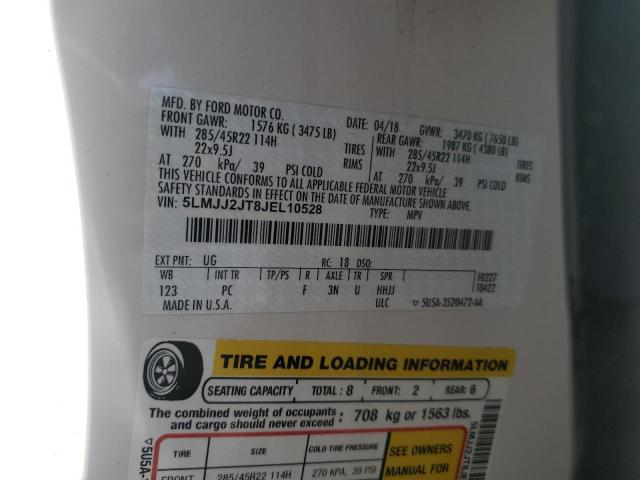 MFD. BY FORD MOTOR CO.
04/18 GVWR: 3470 KG (7650 LB)
FRONT GAWR: 1576 KG (3475 LB) REAR GAWR: 1987 KG (4380 LB)
WITH 285/45R22 114H TIRES WITH 285/45R22 114H TIRES
22x9.5J RIMS 22x9.5J RIMS
AT 270 kPa/ 39 PSI COLD AT 270 kPa/ 39 PSI COLD
THIS VEHICLE CONFORMS TO ALL APPLICABLE FEDERAL MOTOR VEHICLE
SAFETY STANDARDS IN EFFECT ON THE DATE OF MANUFACTURE SHOWN ABOVE.
VIN: 5LMJJ2JT8JEL10528 TYPE: MPV
EXT PNT: UG RC: 18 DSO:
WB INT TR TP/PS R AXLE TR SPR F0227
123 PC F 3N U HHJJ T0422
MADE IN U.S.A. ULC ▽ 5U5A-3520472-AA
TIRE AND LOADING INFORMATION
SEATING CAPACITY TOTAL : 8 FRONT: 2 REAR: 6
The combined weight of occupants and cargo should never exceed : 708 kg or 1563 lbs.
TIRE SIZE COLD TIRE PRESSURE SEE OWNERS
FRONT 285/45R22 114H 270 KPA, 39 PSI MANUAL FOR
▽5U5A-
5LMJJ2JT8JE